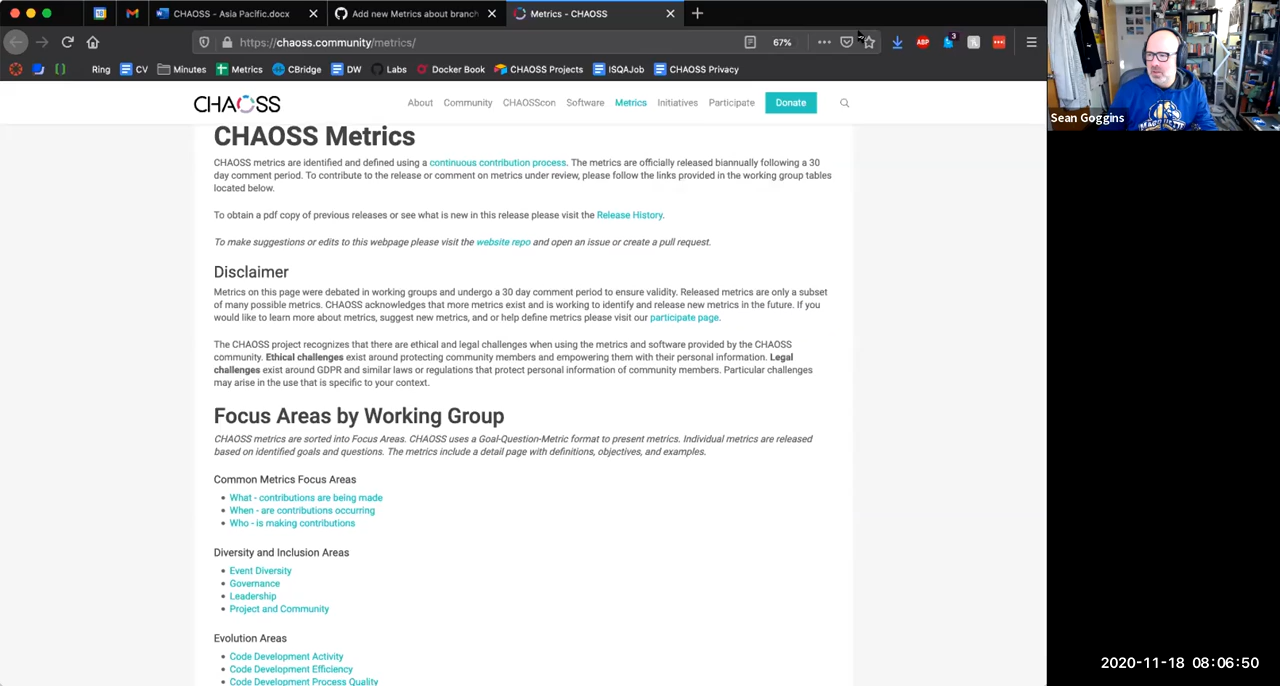 CHAOSS - Asia Pacific.docx
Add new Metrics about branch
Metrics - CHAOSS
https://chaoss.community/metrics/
67%
ABP
3
Ring
CV
Minutes
Metrics
CBridge
DW
Labs
Docker Book
CHAOSS Projects
ISQAJob
CHAOSS Privacy
CHAOSS
About
Community
CHAOSScon
Software
Metrics
Initiatives
Participate
Donate
CHAOSS Metrics
CHAOSS metrics are identified and defined using a continuous contribution process. The metrics are officially released biannually following a 30
day comment period. To contribute to the release or comment on metrics under review, please follow the links provided in the working group tables
located below.
To obtain a pdf copy of previous releases or see what is new in this release please visit the Release History.
To make suggestions or edits to this webpage please visit the website repo and open an issue or create a pull request.
Disclaimer
Metrics on this page were debated in working groups and undergo a 30 day comment period to ensure validity. Released metrics are only a subset
of many possible metrics. CHAOSS acknowledges that more metrics exist and is working to identify and release new metrics in the future. If you
would like to learn more about metrics, suggest new metrics, and or help define metrics please visit our participate page.
The CHAOSS project recognizes that there are ethical and legal challenges when using the metrics and software provided by the CHAOSS
community. Ethical challenges exist around protecting community members and empowering them with their personal information. Legal
challenges exist around GDPR and similar laws or regulations that protect personal information of community members. Particular challenges
may arise in the use that is specific to your context.
Focus Areas by Working Group
CHAOSS metrics are sorted into Focus Areas. CHAOSS uses a Goal-Question-Metric format to present metrics. Individual metrics are released
based on identified goals and questions. The metrics include a detail page with definitions, objectives, and examples.
Common Metrics Focus Areas
What - contributions are being made
When - are contributions occurring
Who - is making contributions
Diversity and Inclusion Areas
Event Diversity
Governance
Leadership
Project and Community
Evolution Areas
Code Development Activity
Code Development Efficiency
Code Development Process Quality
Sean Goggins
2020-11-18 08:06:50